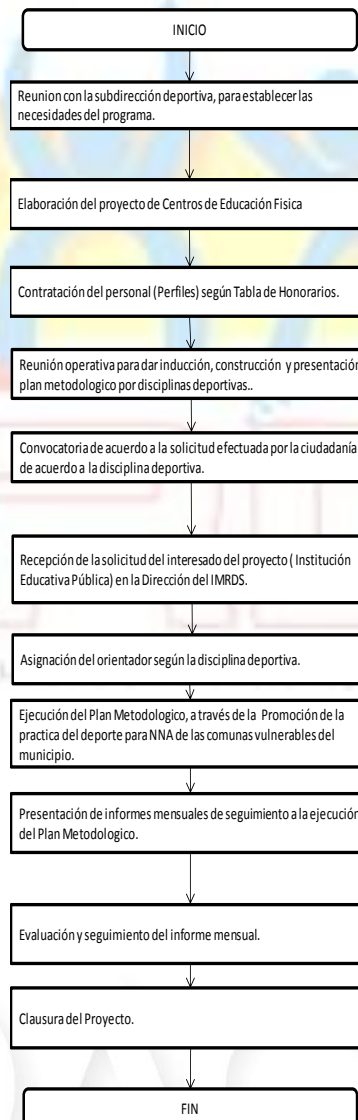 INICIO
Reunion con la subdirección deportiva, para establecer las
necesidades del programa.
Elaboración del proyecto de Centros de Educación Fisica
Contratación del personal (Perfiles) según Tabla de Honorarios.
Reunión operativa para dar inducción, construcción y presentación
plan metodologico por disciplinas deportivas..
Convocatoria de acuerdo a la solicitud efectuada por la ciudadanía
de acuerdo a la disciplina deportiva.
Recepción de la solicitud del interesado del proyecto ( Institución
Educativa Pública) en la Dirección del IMRDS.
Asignación del orientador según la disciplina deportiva.
Ejecución del Plan Metodologico, a través de la Promoción de la
practica del deporte para NNA de las comunas vulnerables del
municipio.
Presentación de informes mensuales de seguimiento a la ejecución
del Plan Metodologico.
Evaluación y seguimiento del informe mensual.
Clausura del Proyecto.
FIN